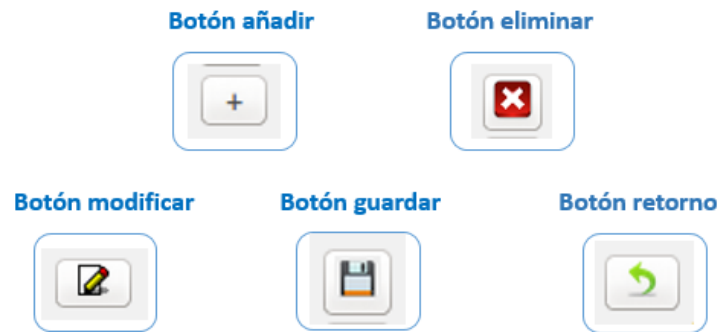 Botón añadir
Botón eliminar
+
Botón modificar
Botón guardar
Botón retorno